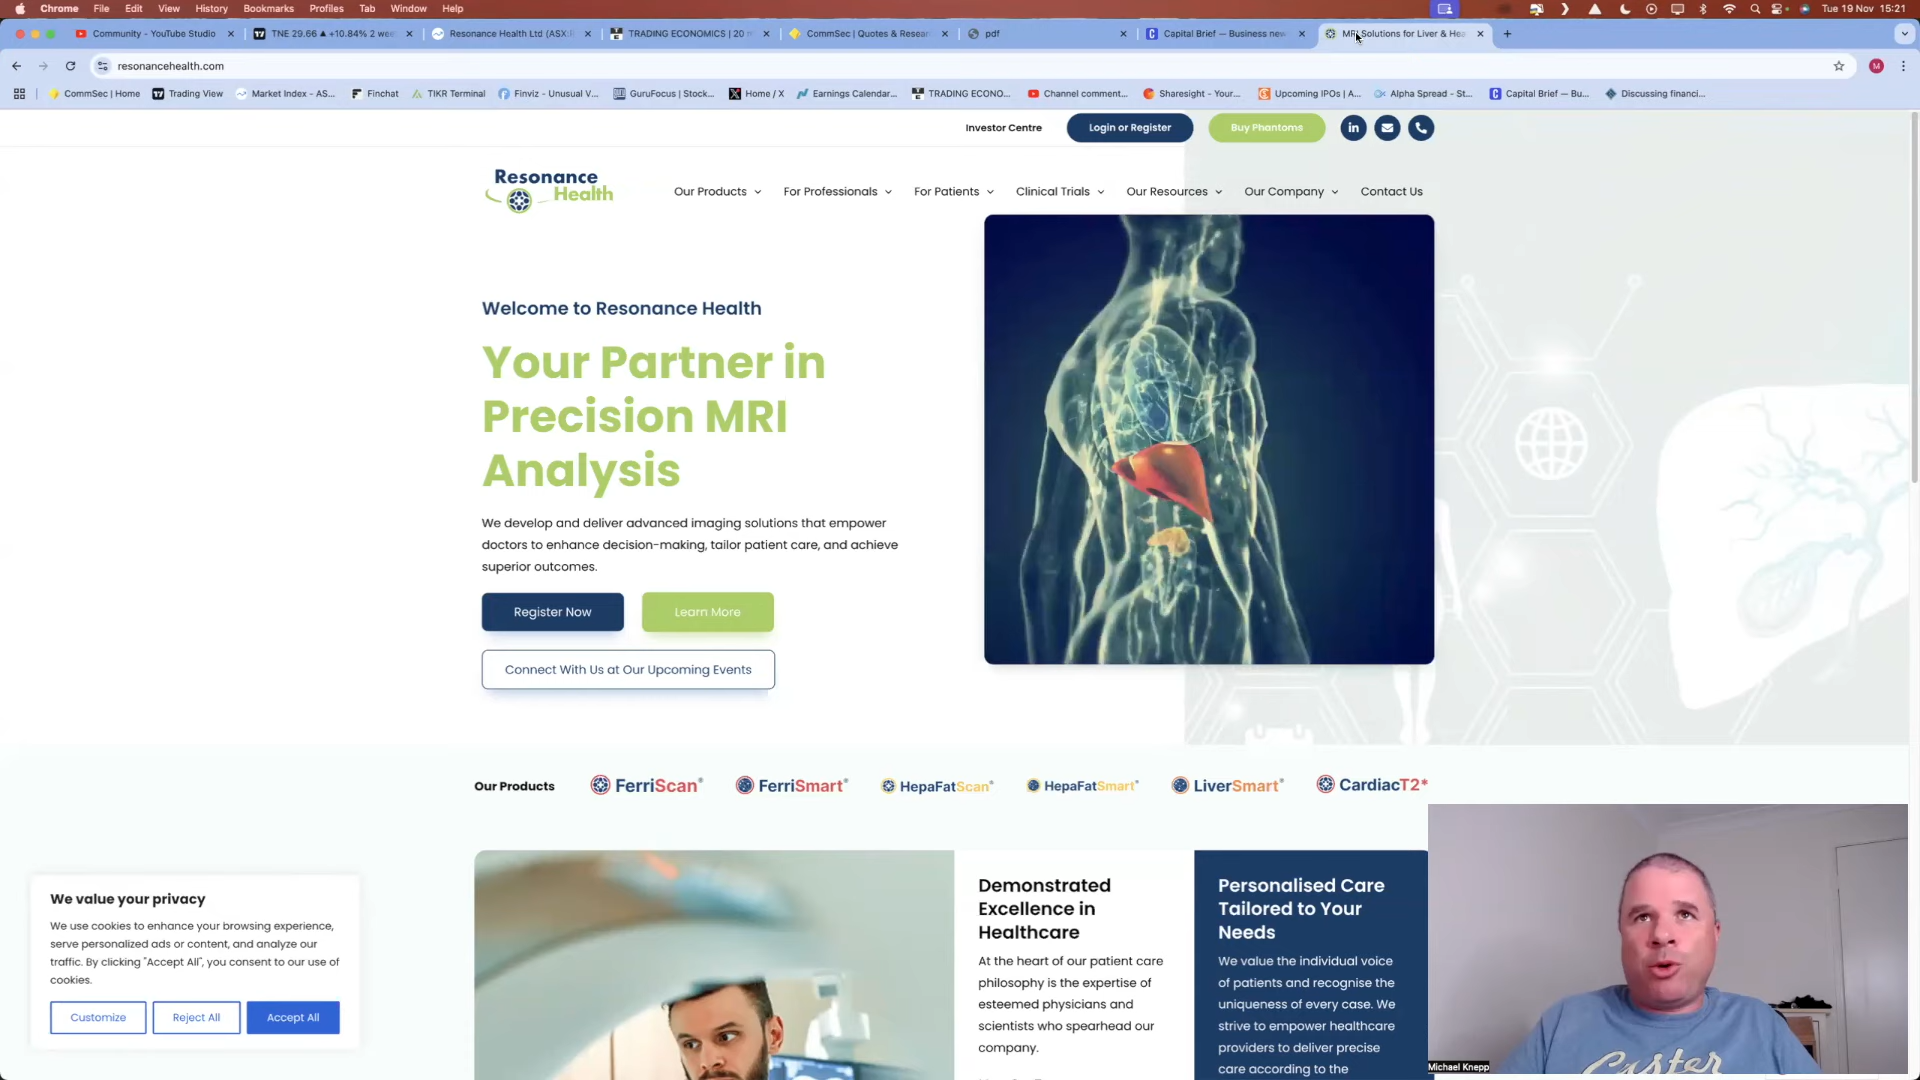 Chrome File Edit View History Bookmarks Profiles Tab Window Help Tue 19 Nov 15:21
Community - YouTube Studio TNE 29.66 ▲ +10.84% 2 we Resonance Health Ltd (ASX: TRADING ECONOMICS | 20 CommSec | Quotes & Resear pdf Capital Brief — Business new MRI Solutions for Liver & Hea
resonancehealth.com
CommSec | Home Trading View Market Index - AS... Finchat TIKR Terminal Finviz - Unusual V... GuruFocus | Stock... Home / X Earnings Calendar... TRADING ECONO... Channel comment... Sharesight - Your... Upcoming IPOs | A... Alpha Spread - St... Capital Brief — Bu... Discussing financi...
Investor Centre Login or Register Buy Phantoms
Resonance
Health
Our Products For Professionals For Patients Clinical Trials Our Resources Our Company Contact Us
Welcome to Resonance Health
Your Partner in
Precision MRI
Analysis
We develop and deliver advanced imaging solutions that empower
doctors to enhance decision-making, tailor patient care, and achieve
superior outcomes.
Register Now Learn More
Connect With Us at Our Upcoming Events
Our Products FerriScan® FerriSmart® HepaFatScan® HepaFatSmart® LiverSmart® CardiacT2*
We value your privacy
We use cookies to enhance your browsing experience,
serve personalized ads or content, and analyze our
traffic. By clicking "Accept All", you consent to our use of
cookies.
Customize Reject All Accept All
Demonstrated
Excellence in
Healthcare
At the heart of our patient care
philosophy is the expertise of
esteemed physicians and
scientists who spearhead our
company.
Personalised Care
Tailored to Your
Needs
We value the individual voice
of patients and recognise the
uniqueness of every case. We
strive to empower healthcare
providers to deliver precise
care according to the
Michael Knepp